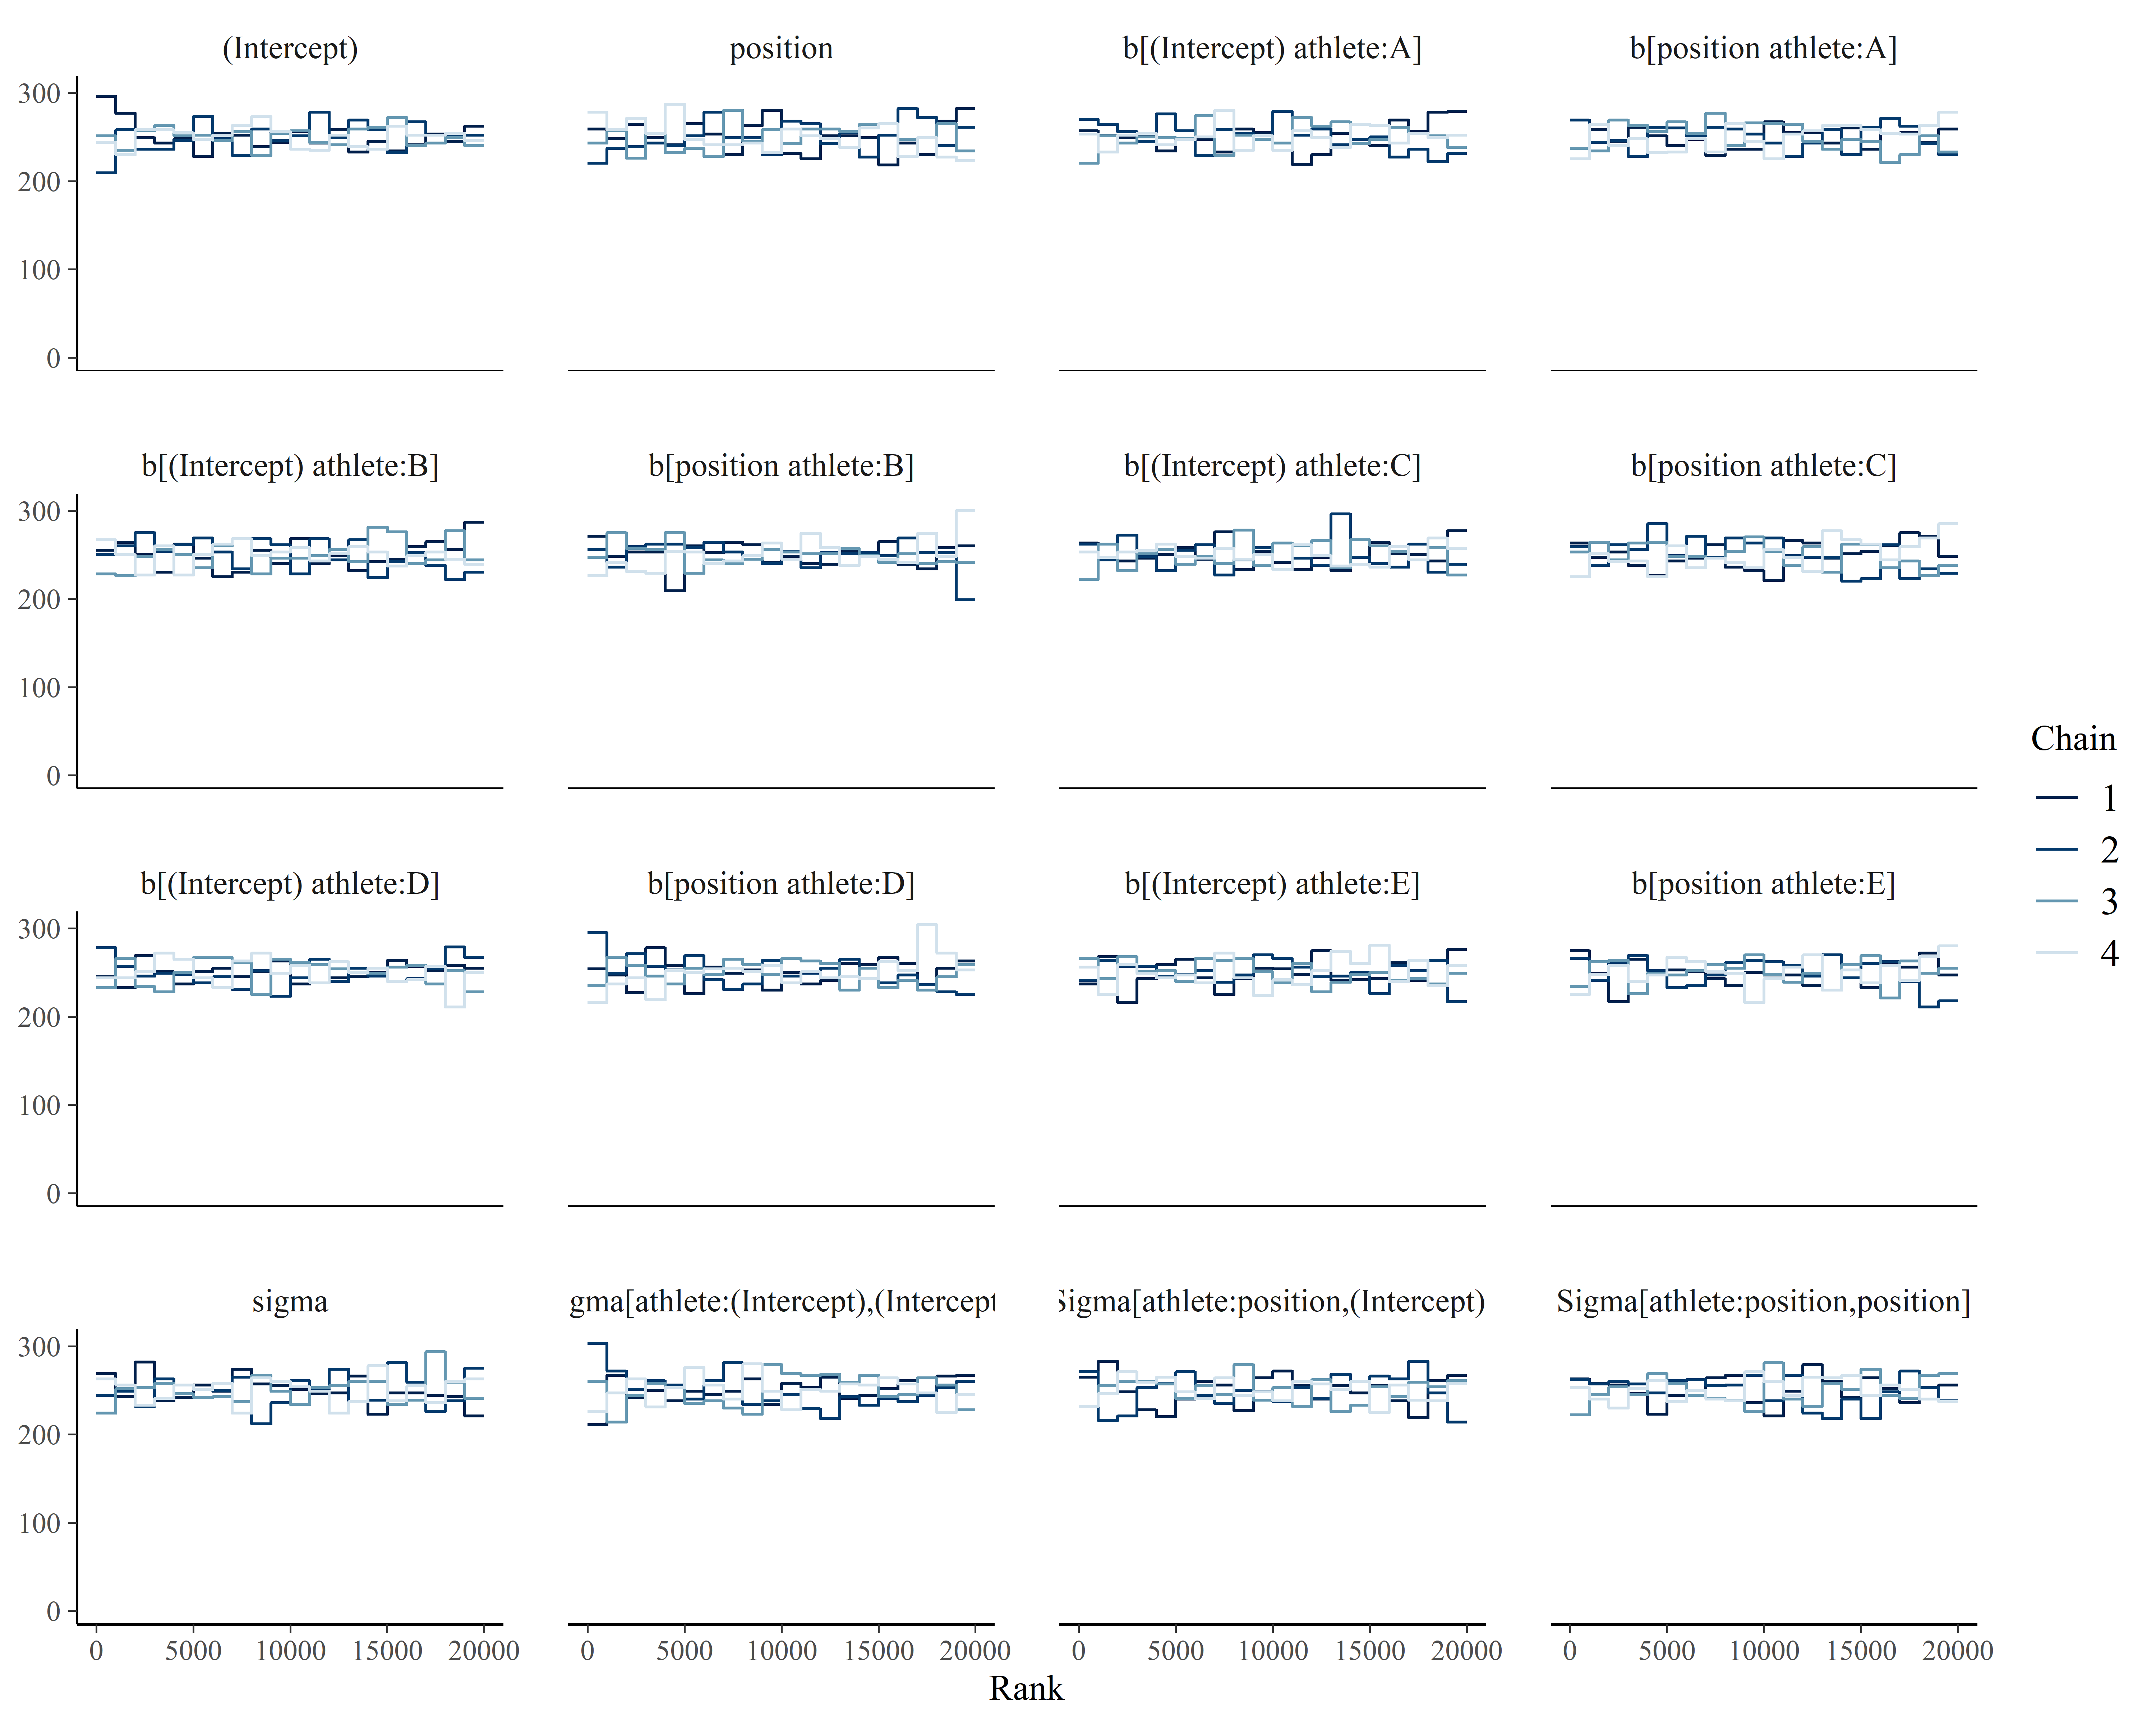 (Intercept) position b[(Intercept) athlete:A] b[position athlete:A]
300
200
100
0
b[(Intercept) athlete:B] b[position athlete:B] b[(Intercept) athlete:C] b[position athlete:C]
300
200
100
0
b[(Intercept) athlete:D] b[position athlete:D] b[(Intercept) athlete:E] b[position athlete:E]
300
200
100
0
sigma gma[athlete:(Intercept),(Intercept Sigma[athlete:position,(Intercept) Sigma[athlete:position,position]
300
200
100
0
0 5000 10000 15000 20000 0 5000 10000 15000 20000 0 5000 10000 15000 20000 0 5000 10000 15000 20000
Rank
Chain
1
2
3
4